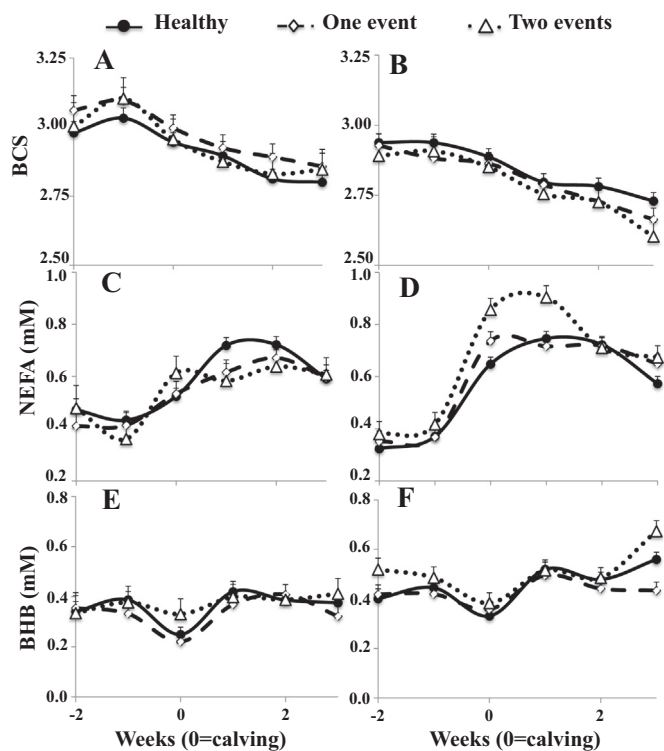 Healthy One event Two events
A B
BCS
3.25 3.25
3.00 3.00
2.75 2.75
2.50 2.50
C D
NEFA (mM)
1.0 1.0
0.8 0.8
0.6 0.6
0.4 0.4
0.2 0.2
E F
BHB (mM)
0.8 0.8
0.6 0.6
0.4 0.4
0.2 0.2
0.0 0.0
-2 0 2 -2 0 2
Weeks (0=calving) Weeks (0=calving)